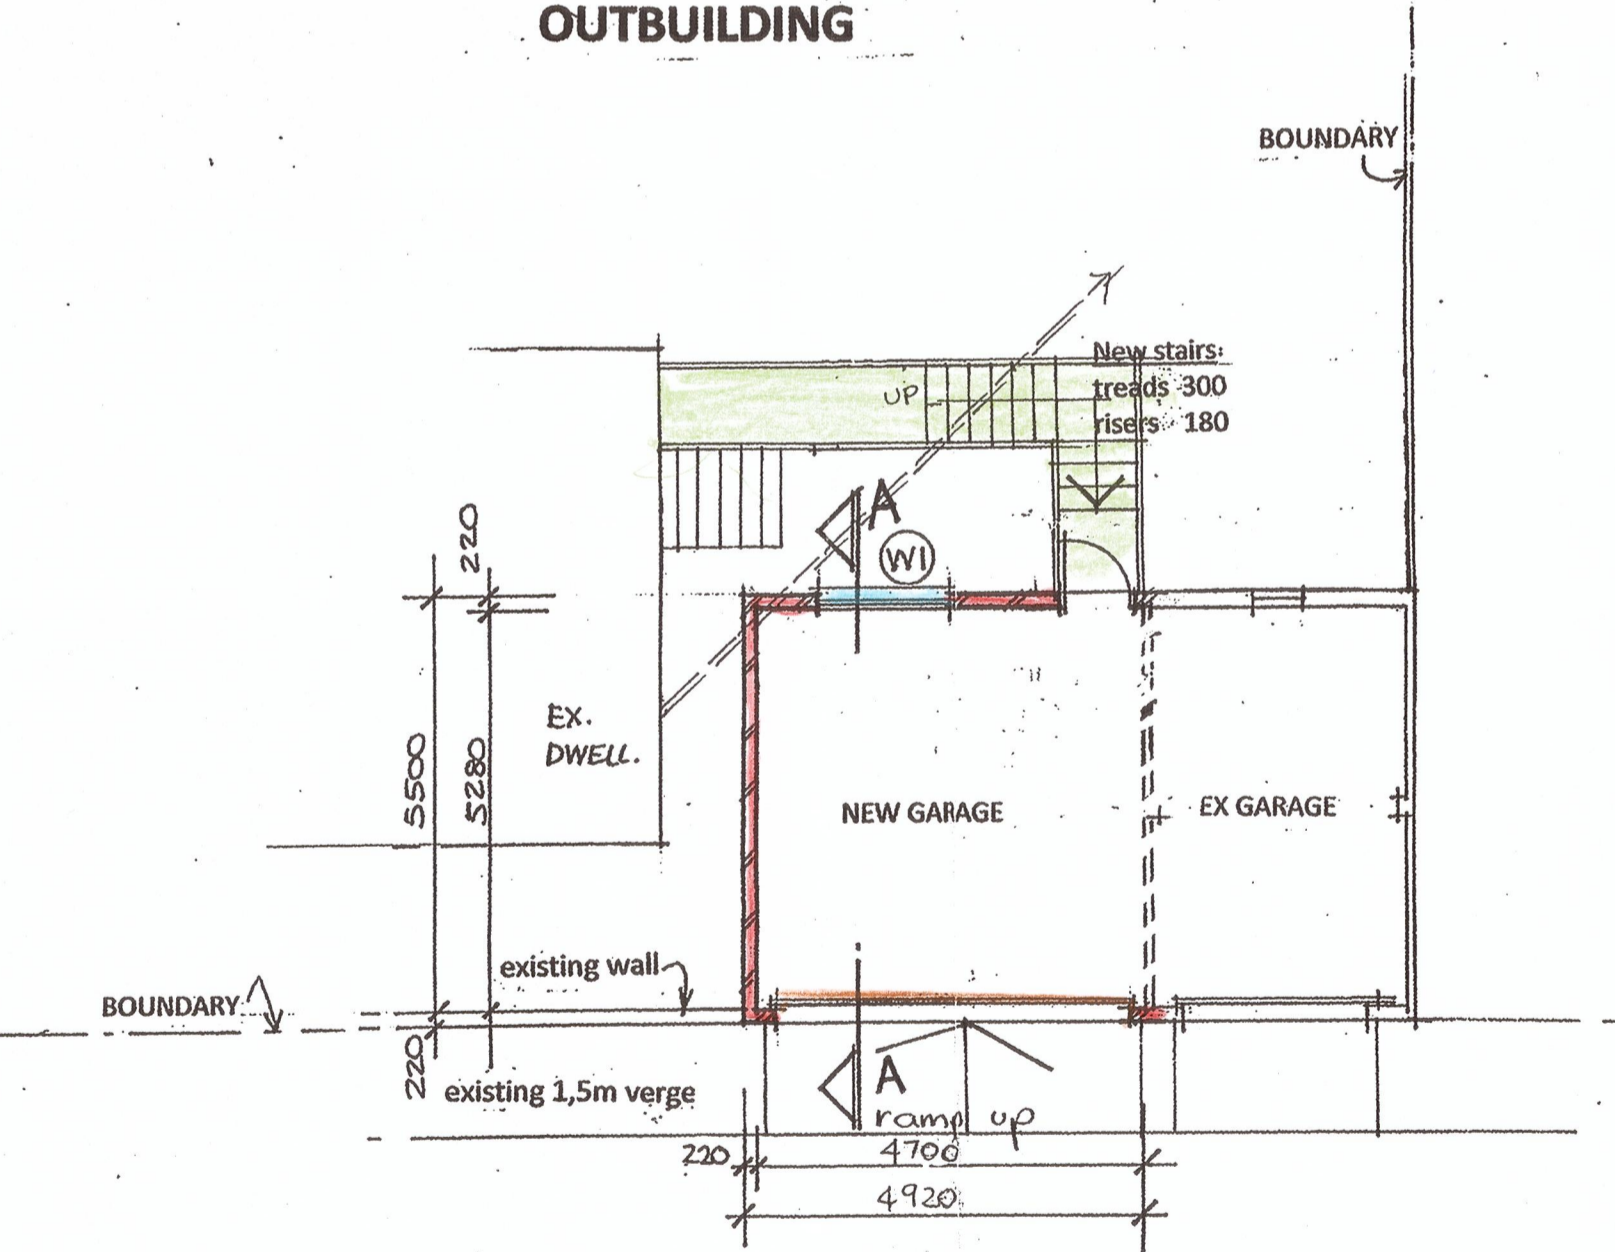 OUTBUILDING
BOUNDARY
New stairs:
treads 300
risers 180
UP
A
W1
220
EX.
DWELL.
5500
5280
NEW GARAGE
EX GARAGE
existing wall
BOUNDARY
220
existing 1,5m verge
A
ramp up
220
4700
4920